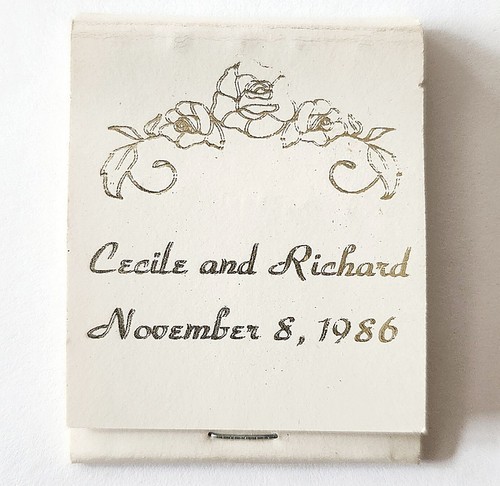 Cecile and Richard
November 8, 1986